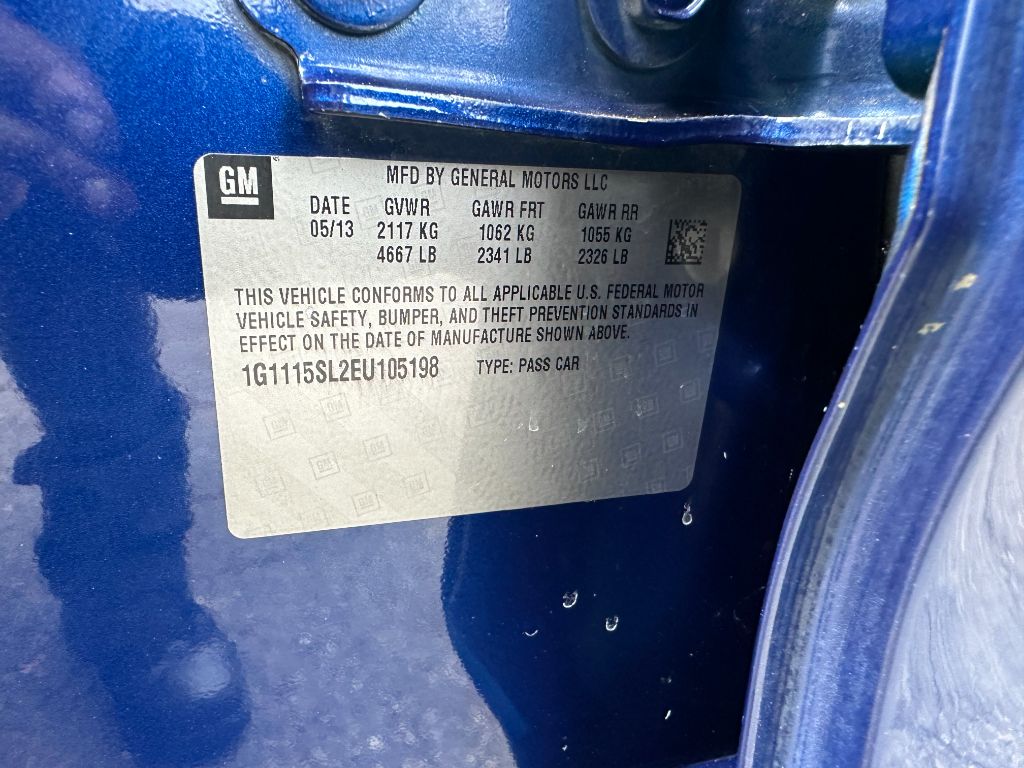 GM
MFD BY GENERAL MOTORS LLC
DATE GVWR GAWR FRT GAWR RR
05/13 2117 KG 1062 KG 1055 KG
4667 LB 2341 LB 2326 LB
THIS VEHICLE CONFORMS TO ALL APPLICABLE U.S. FEDERAL MOTOR
VEHICLE SAFETY, BUMPER, AND THEFT PREVENTION STANDARDS IN
EFFECT ON THE DATE OF MANUFACTURE SHOWN ABOVE.
1G1115SL2EU105198 TYPE: PASS CAR